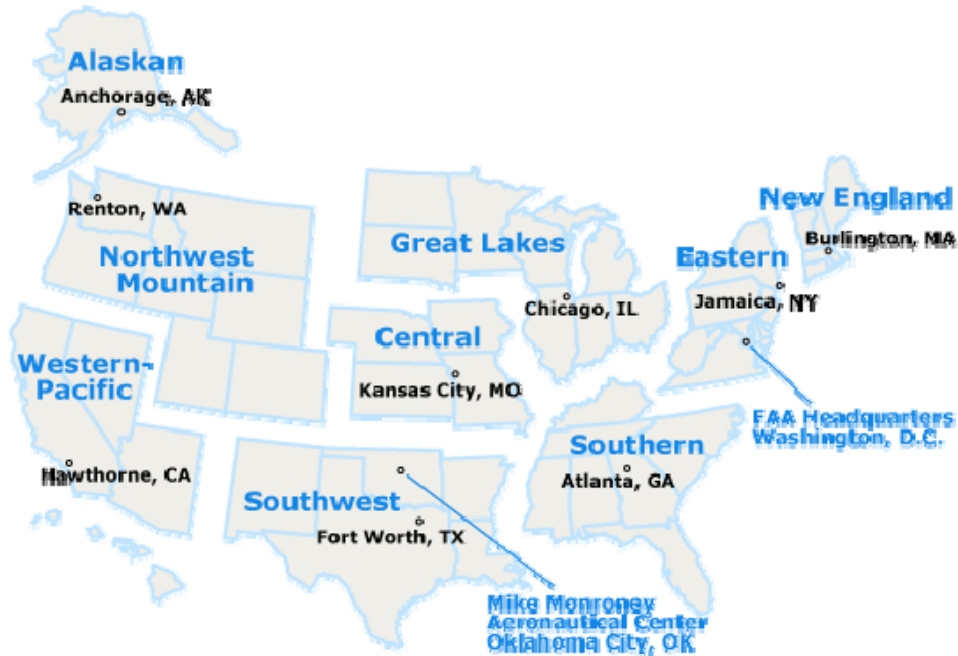 Alaskan
Anchorage, AK
Renton, WA
Northwest
Mountain
Great Lakes
Chicago, IL
New England
Burlington, MA
Eastern
Jamaica, NY
Central
Kansas City, MO
Western-
Pacific
Hawthorne, CA
FAA Headquarters
Washington, D.C.
Southern
Atlanta, GA
Southwest
Fort Worth, TX
Mike Monroney
Aeronautical Center
Oklahoma City, OK